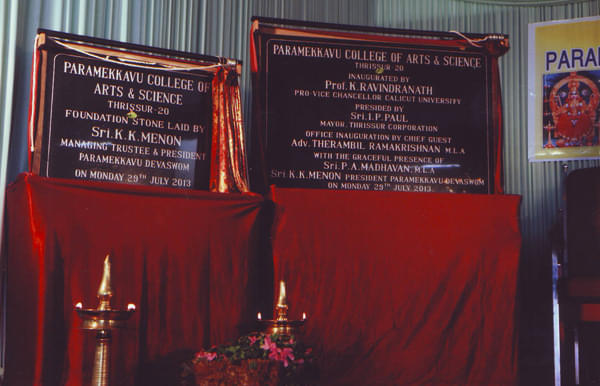 PARAMEKKAVU COLLEGE OF
ARTS & SCIENCE
THRISSUR-20
FOUNDATION STONE LAID BY
Sri.K.K.MENON
MANAGING TRUSTEE & PRESIDENT
PARAMEKKAVU DEVASWOM
ON MONDAY 29TH JULY 2013
PARAMEKKAVU COLLEGE OF ARTS & SCIENCE
THRISSUR-20
INAUGURATED BY
Prof.K.RAVINDRANATH
PRO-VICE CHANCELLOR CALICUT UNIVERSITY
PRESIDED BY
Sri.I.P.PAUL
MAYOR, THRISSUR CORPORATION
OFFICE INAUGURATION BY CHIEF GUEST
Adv.THERAMBIL RAMAKRISHNAN M.L.A
WITH THE GRACEFUL PRESENCE OF
Sri.P.A.MADHAVAN, M.L.A
Sri.K.K.MENON PRESIDENT PARAMEKKAVU DEVASWOM
ON MONDAY 29TH JULY 2013